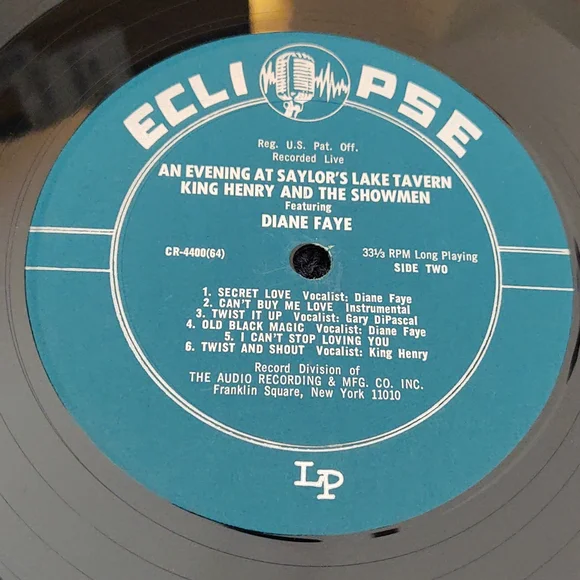 ECLIPSE
Reg. U.S. Pat. Off.
Recorded Live
AN EVENING AT SAYLOR'S LAKE TAVERN
KING HENRY AND THE SHOWMEN
Featuring
DIANE FAYE
CR-4400(64) 33⅓ RPM Long Playing
SIDE TWO
1. SECRET LOVE Vocalist: Diane Faye
2. CAN'T BUY ME LOVE Instrumental
3. TWIST IT UP Vocalist: Gary DiPascal
4. OLD BLACK MAGIC Vocalist: Diane Faye
5. I CAN'T STOP LOVING YOU
6. TWIST AND SHOUT Vocalist: King Henry
Record Division of
THE AUDIO RECORDING & MFG. CO. INC.
Franklin Square, New York 11010
LP